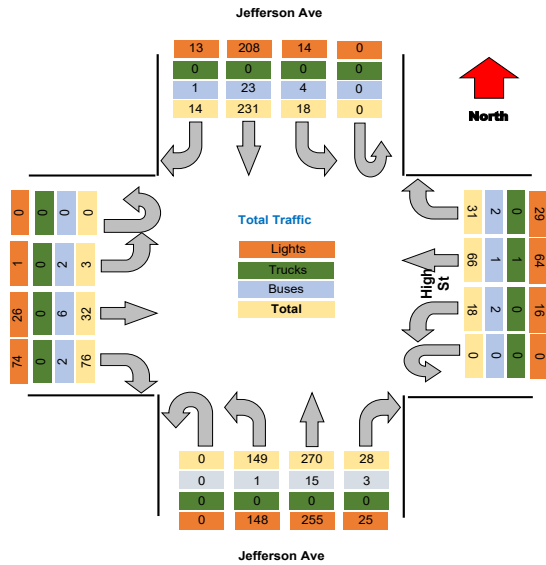 Jefferson Ave
13 208 14 0
0 0 0 0
1 23 4 0
14 231 18 0
North
0 0 0 0
1 0 2 3
26 0 6 32
74 0 2 76
Total Traffic
Lights
Trucks
Buses
Total
High St
31 2 0 29
66 1 1 64
18 2 0 16
0 0 0 0
0 149 270 28
0 1 15 3
0 0 0 0
0 148 255 25
Jefferson Ave